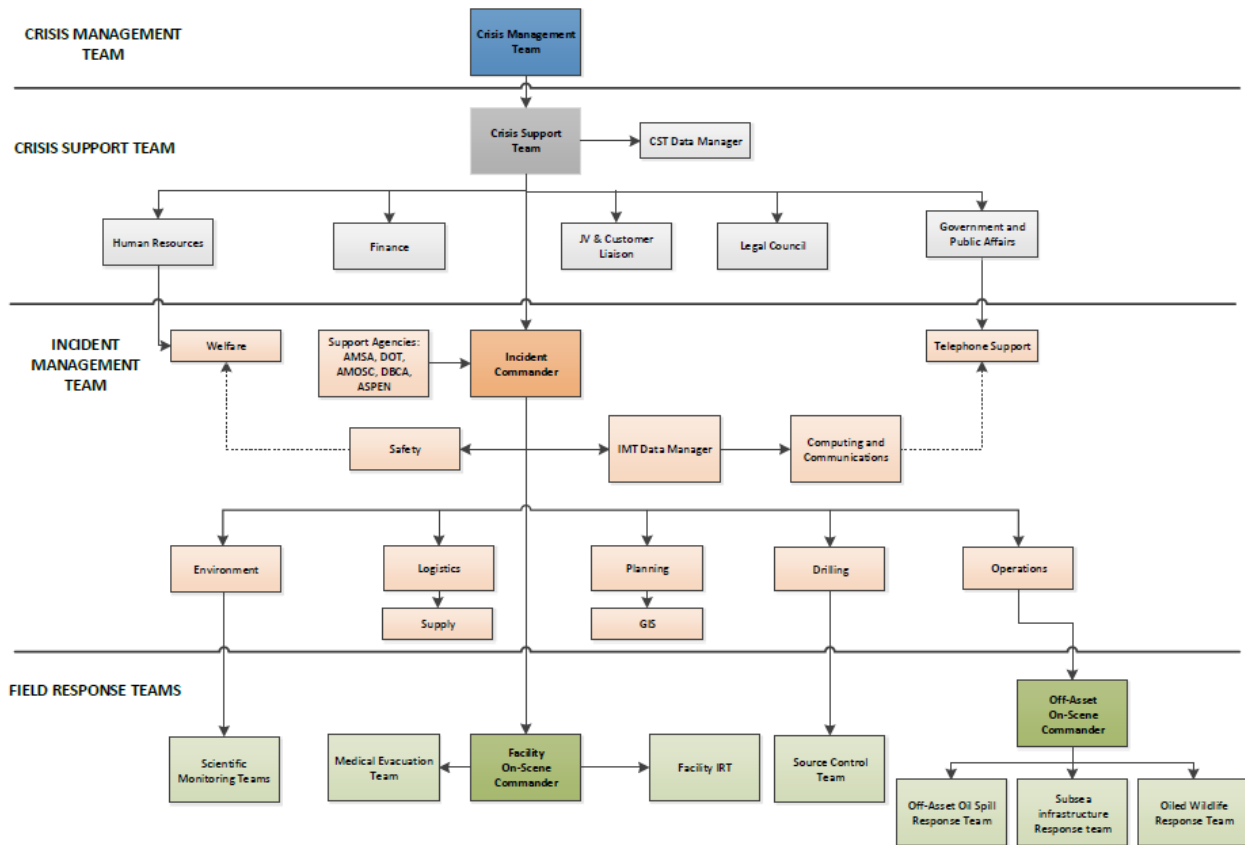 CRISIS MANAGEMENT
TEAM
Crisis Management
Team
CRISIS SUPPORT TEAM
Crisis Support
Team
CST Data Manager
Human Resources
Finance
JV & Customer
Liaison
Legal Council
Government and
Public Affairs
INCIDENT
MANAGEMENT
TEAM
Welfare
Support Agencies:
AMSA, DOT,
AMOSC, DBCA,
ASPEN
Incident
Commander
Telephone Support
Safety
IMT Data Manager
Computing and
Communications
Environment
Logistics
Planning
Drilling
Operations
Supply
GIS
FIELD RESPONSE TEAMS
Off-Asset
On-Scene
Commander
Scientific
Monitoring Teams
Medical Evacuation
Team
Facility
On-Scene
Commander
Facility IRT
Source Control
Team
Off-Asset Oil Spill
Response Team
Subsea
infrastructure
Response team
Oiled Wildlife
Response Team